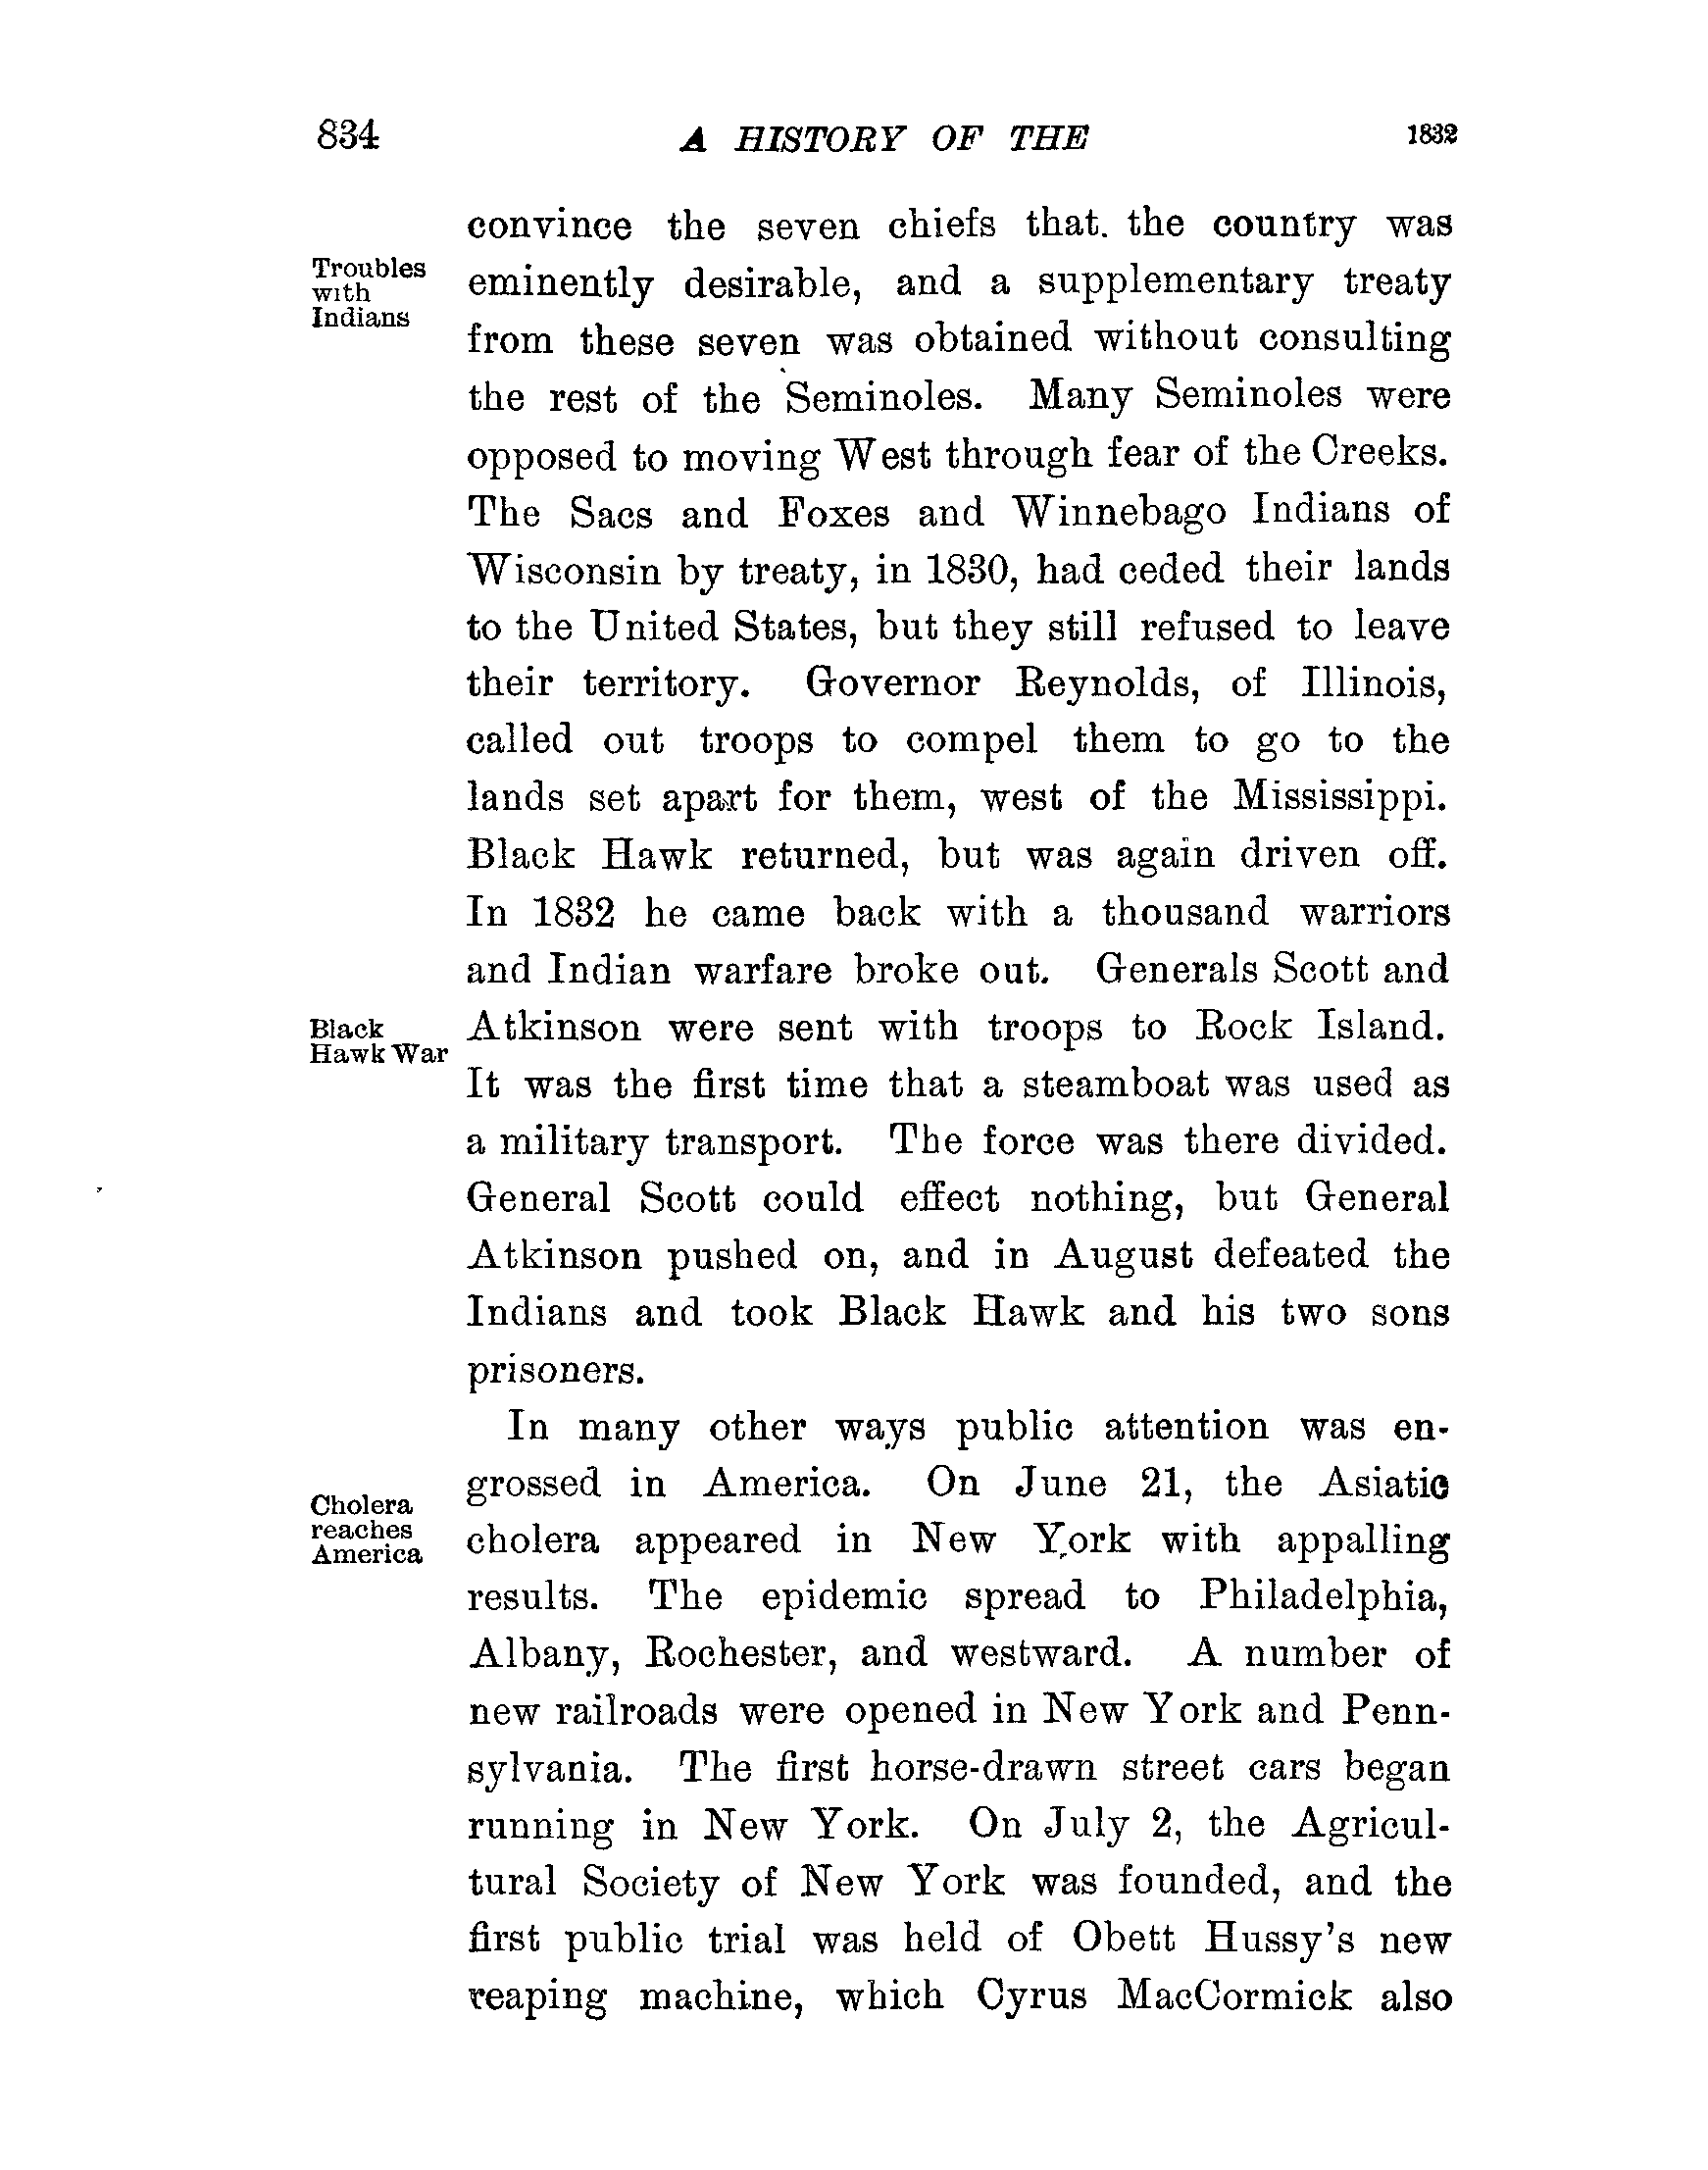 834 A HISTORY OF THE 1832
convince the seven chiefs that. the country was
Troubles
with
Indians
eminently desirable, and a supplementary treaty
from these seven was obtained without consulting
the rest of the Seminoles. Many Seminoles were
opposed to moving West through fear of the Creeks.
The Sacs and Foxes and Winnebago Indians of
Wisconsin by treaty, in 1830, had ceded their lands
to the United States, but they still refused to leave
their territory. Governor Reynolds, of Illinois,
called out troops to compel them to go to the
lands set apart for them, west of the Mississippi.
Black Hawk returned, but was again driven off.
In 1832 he came back with a thousand warriors
and Indian warfare broke out. Generals Scott and
Black
Hawk War
Atkinson were sent with troops to Rock Island.
It was the first time that a steamboat was used as
a military transport. The force was there divided.
General Scott could effect nothing, but General
Atkinson pushed on, and in August defeated the
Indians and took Black Hawk and his two sons
prisoners.
In many other ways public attention was en-
grossed in America. On June 21, the Asiatic
Cholera
reaches
America
cholera appeared in New York with appalling
results. The epidemic spread to Philadelphia,
Albany, Rochester, and westward. A number of
new railroads were opened in New York and Penn-
sylvania. The first horse-drawn street cars began
running in New York. On July 2, the Agricul-
tural Society of New York was founded, and the
first public trial was held of Obett Hussy's new
reaping machine, which Cyrus MacCormick also